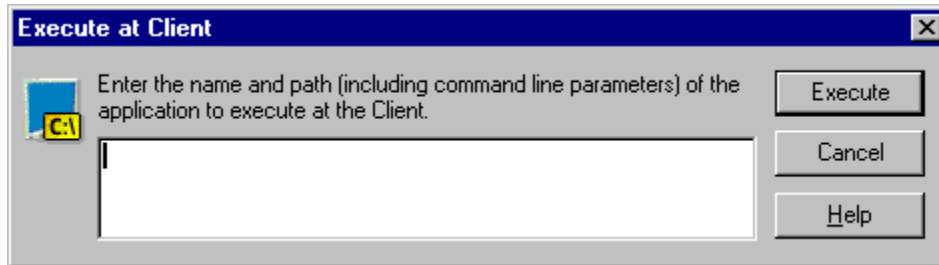 Execute at Client
Enter the name and path (including command line parameters) of the
application to execute at the Client.
C:\
Execute
Cancel
Help